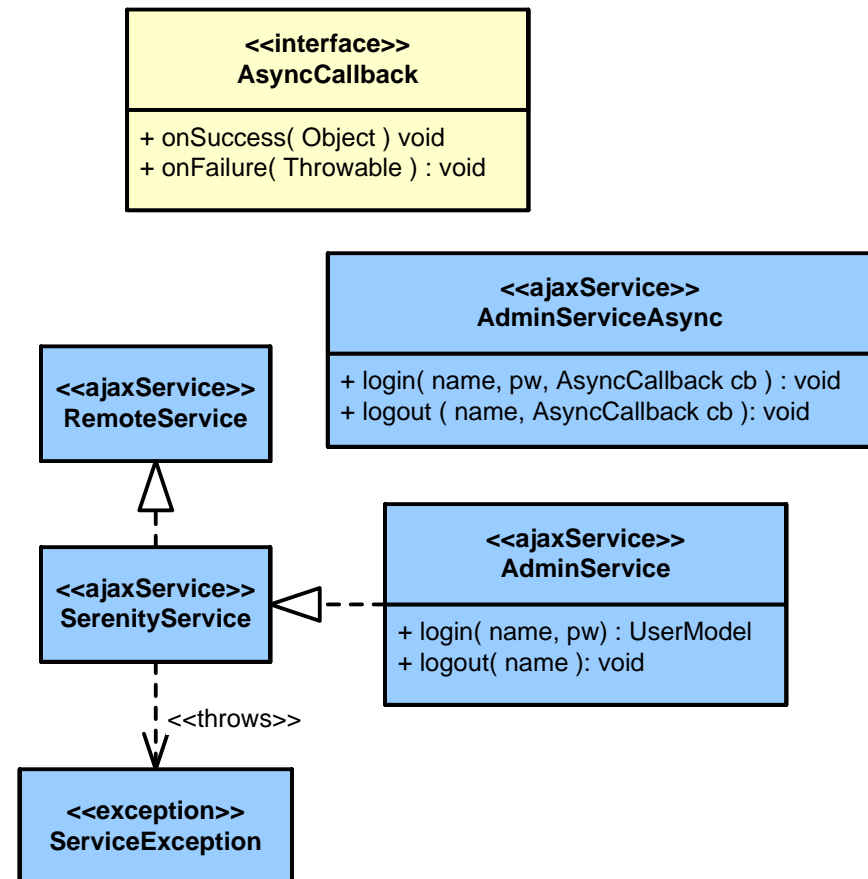 <<interface>>
AsyncCallback
+ onSuccess( Object ) void
+ onFailure( Throwable ) : void
<<ajaxService>>
AdminServiceAsync
+ login( name, pw, AsyncCallback cb ) : void
+ logout ( name, AsyncCallback cb ): void
<<ajaxService>>
RemoteService
<<ajaxService>>
SerenityService
<<ajaxService>>
AdminService
+ login( name, pw) : UserModel
+ logout( name ): void
<<throws>>
<<exception>>
ServiceException